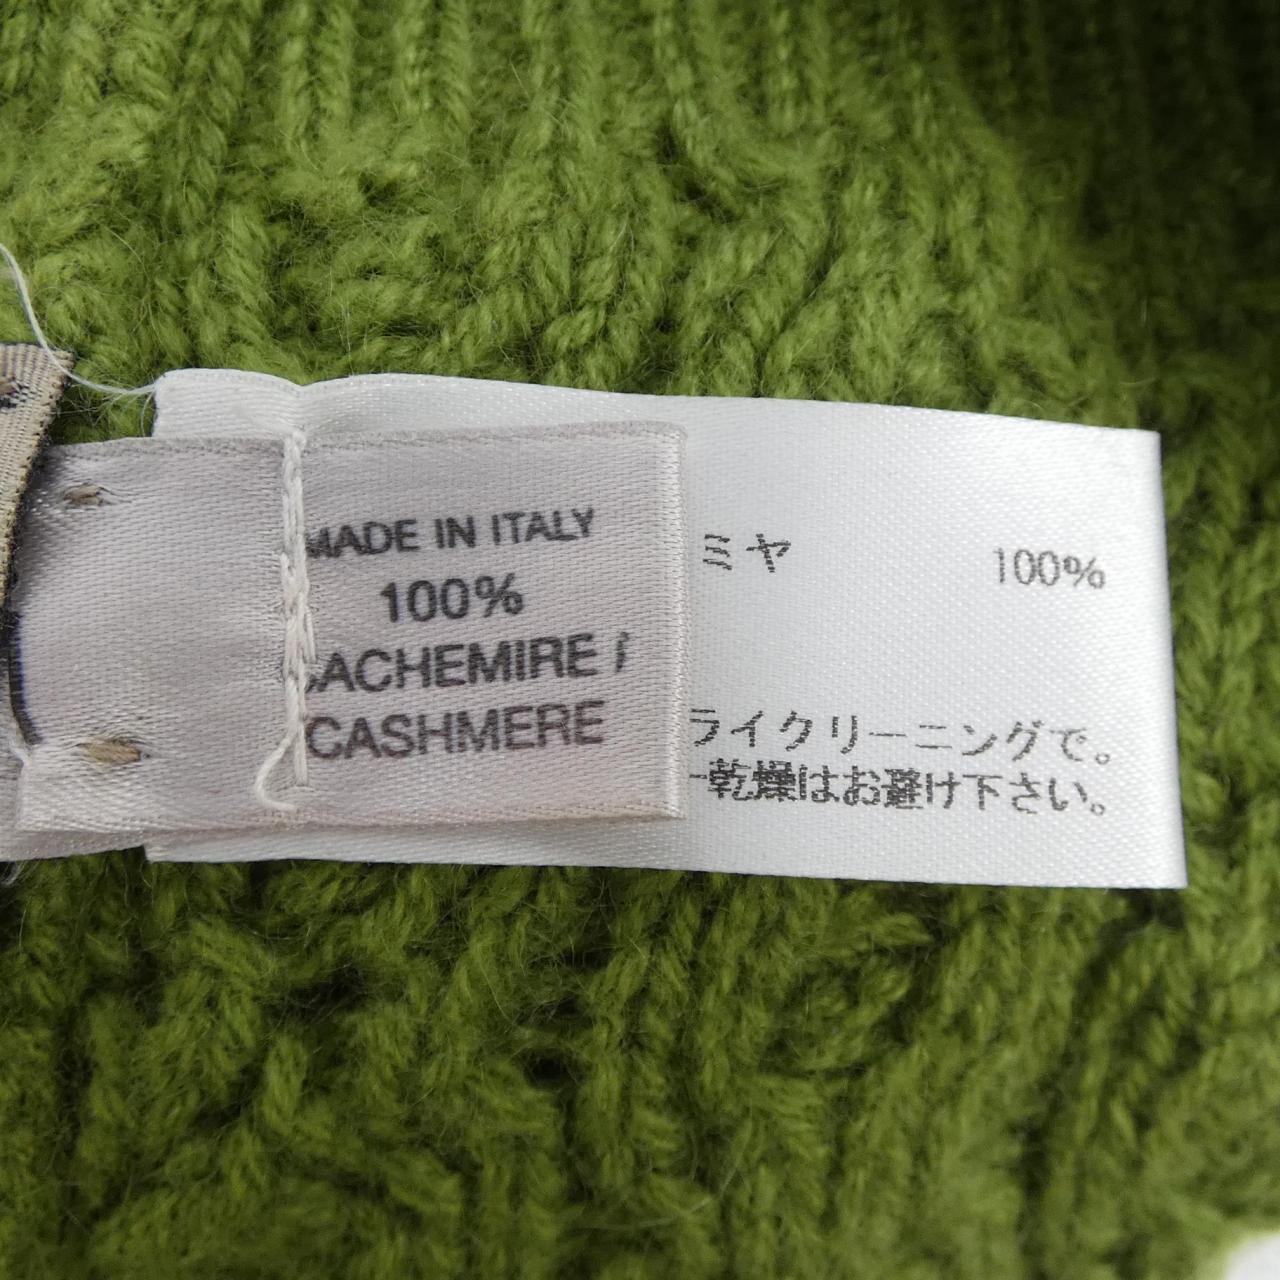 MADE IN ITALY
100%
CACHEMIRE /
CASHMERE
ミヤ 100%
ライクリーニングで。
乾燥はお避け下さい。